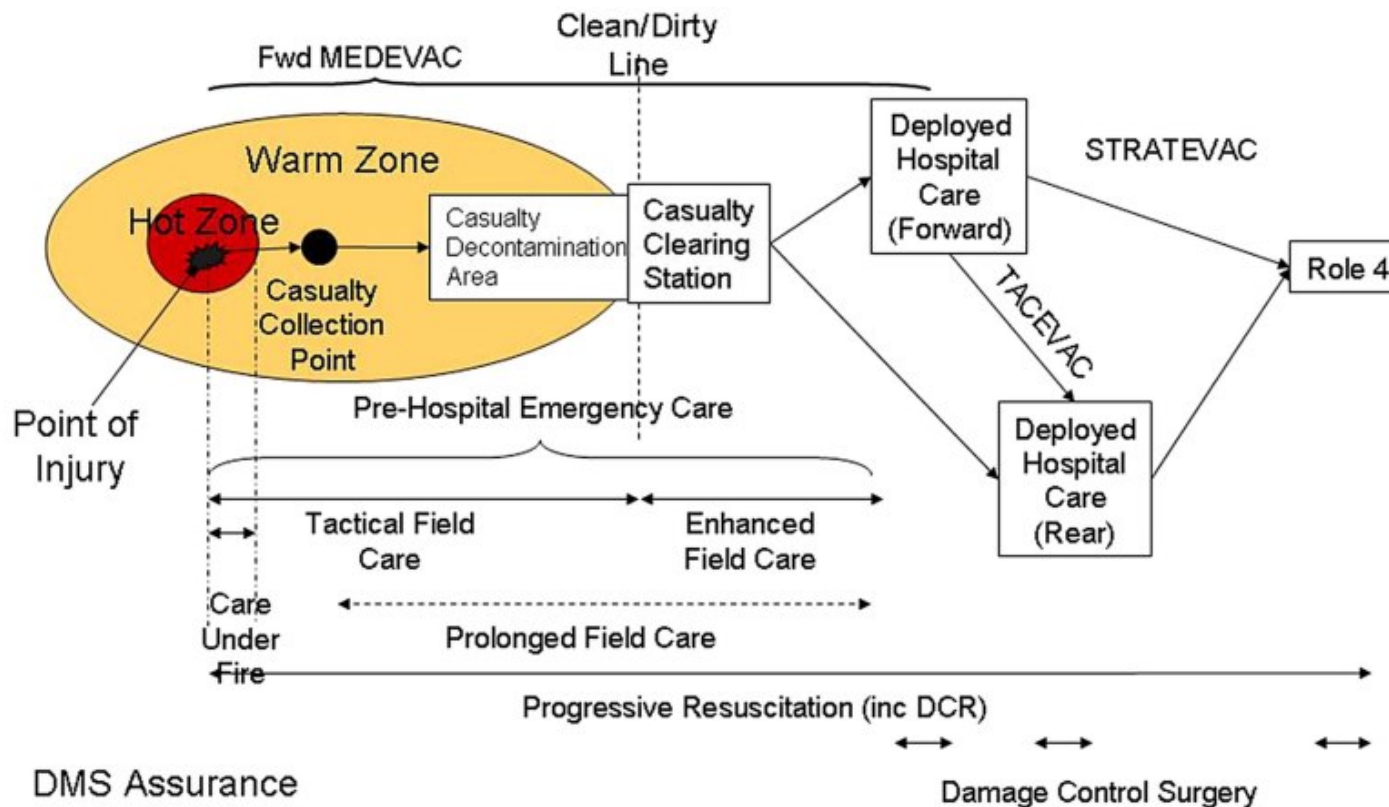 Clean/Dirty
Line
Fwd MEDEVAC
Warm Zone
Hot Zone
Casualty
Collection
Point
Casualty
Decontamination
Area
Casualty
Clearing
Station
Deployed
Hospital
Care
(Forward)
STRATEVAC
Role 4
TACEVAC
Deployed
Hospital
Care
(Rear)
Point of
Injury
Pre-Hospital Emergency Care
Tactical Field
Care
Enhanced
Field Care
Care
Under
Fire
Prolonged Field Care
Progressive Resuscitation (inc DCR)
Damage Control Surgery
DMS Assurance